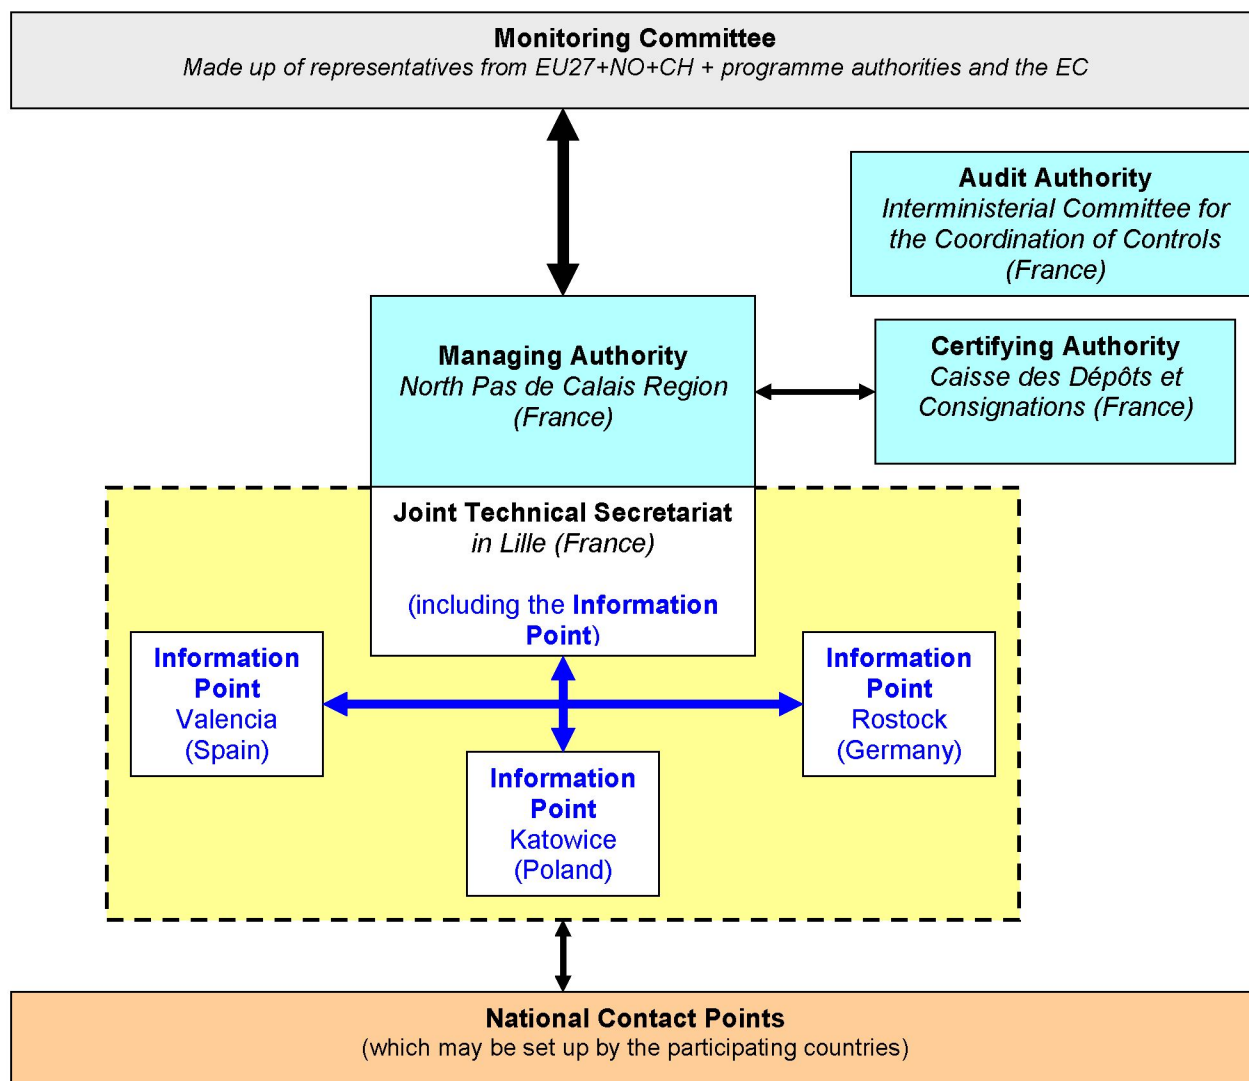 Monitoring Committee
Made up of representatives from EU27+NO+CH + programme authorities and the EC
Audit Authority
Interministerial Committee for
the Coordination of Controls
(France)
Managing Authority
North Pas de Calais Region
(France)
Certifying Authority
Caisse des Dépôts et
Consignations (France)
Joint Technical Secretariat
in Lille (France)
(including the Information
Point)
Information
Point
Valencia
(Spain)
Information
Point
Rostock
(Germany)
Information
Point
Katowice
(Poland)
National Contact Points
(which may be set up by the participating countries)